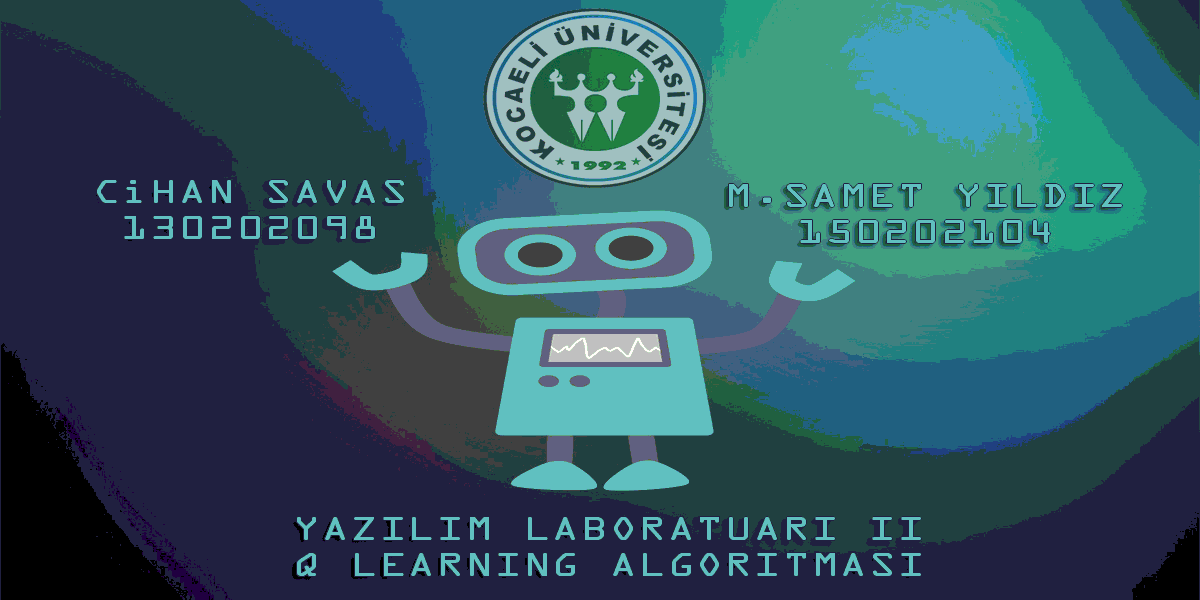 KOCAELİ ÜNİVERSİTESİ
1992
CiHAN SAVAS
130202098
M.SAMET YILDIZ
150202104
YAZILIM LABORATUARI II
Q LEARNING ALGORITMASI